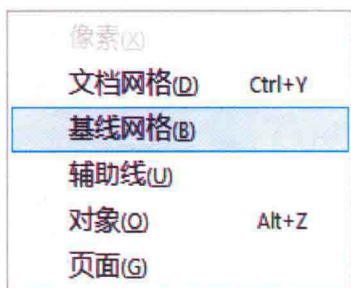 像素(X)
文档网格(D) Ctrl+Y
基线网格(B)
辅助线(U)
对象(O) Alt+Z
页面(G)